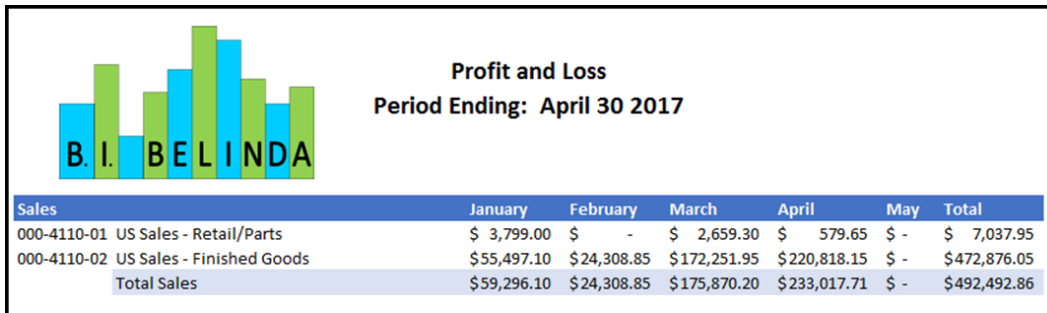 B. I. BELINDA
Profit and Loss
Period Ending: April 30 2017
Sales January February March April May Total
000-4110-01 US Sales - Retail/Parts $ 3,799.00 $ - $ 2,659.30 $ 579.65 $ - $ 7,037.95
000-4110-02 US Sales - Finished Goods $55,497.10 $24,308.85 $172,251.95 $220,818.15 $ - $472,876.05
Total Sales $59,296.10 $24,308.85 $175,870.20 $233,017.71 $ - $492,492.86